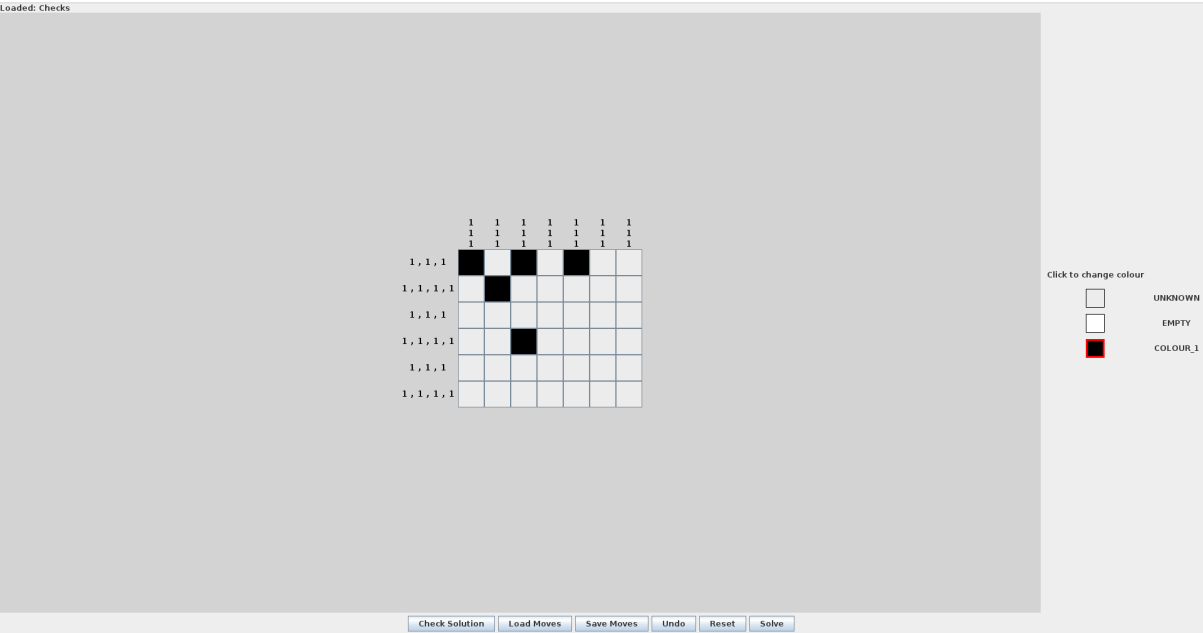 Loaded: Checks
1 1 1 1 1 1 1
1 1 1 1 1 1 1
1 1 1 1 1 1 1
1 , 1 , 1
1 , 1 , 1 , 1
1 , 1 , 1
1 , 1 , 1 , 1
1 , 1 , 1
1 , 1 , 1 , 1
Click to change colour
UNKNOWN
EMPTY
COLOUR_1
Check Solution Load Moves Save Moves Undo Reset Solve